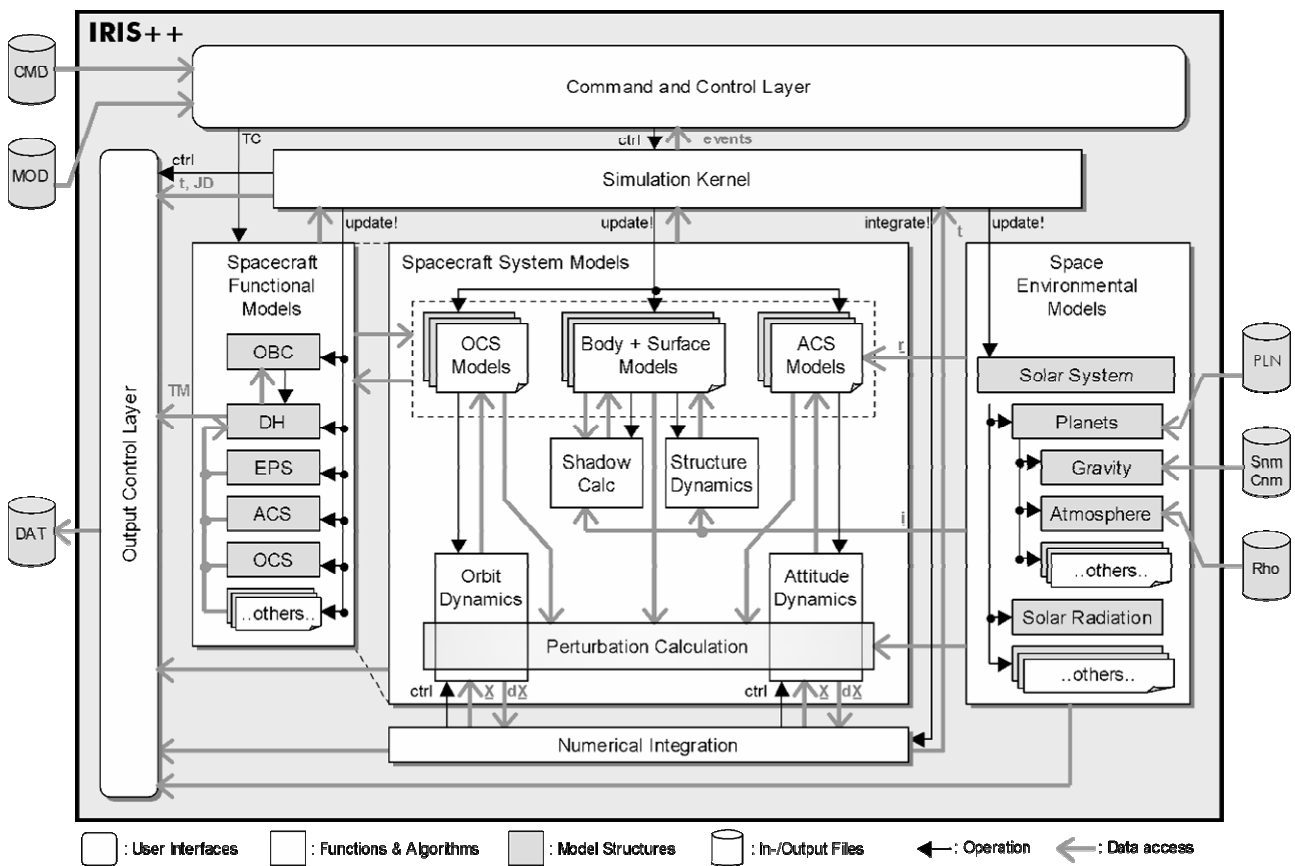 IRIS++
CMD
Command and Control Layer
MOD
TC
ctrl
events
ctrl
t, JD
Simulation Kernel
update!
update!
integrate!
t
update!
Spacecraft
Functional
Models
Spacecraft System Models
Space
Environmental
Models
OBC
OCS
Models
Body + Surface
Models
ACS
Models
r
PLN
Solar System
TM
DH
Planets
EPS
Shadow
Calc
Structure
Dynamics
Gravity
Snm
Cnm
ACS
Atmosphere
DAT
Output Control Layer
i
OCS
Orbit
Dynamics
Attitude
Dynamics
..others..
Rho
..others..
Solar Radiation
Perturbation Calculation
..others..
ctrl
X
dX
ctrl
X
dX
Numerical Integration
: User Interfaces
: Functions & Algorithms
: Model Structures
: In-/Output Files
: Operation
: Data access